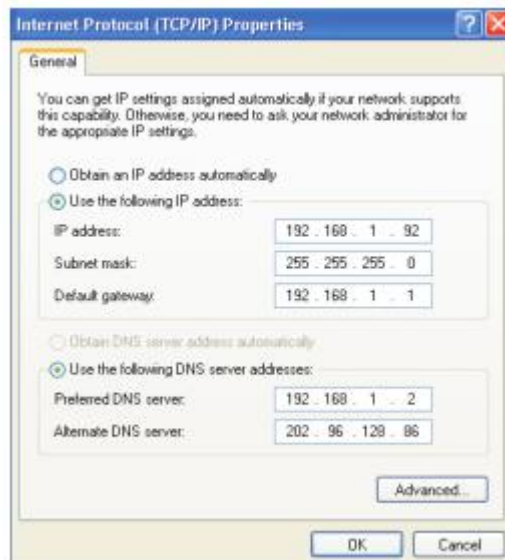 Internet Protocol (TCP/IP) Properties
General
You can get IP settings assigned automatically if your network supports
this capability. Otherwise, you need to ask your network administrator for
the appropriate IP settings.
Obtain an IP address automatically
Use the following IP address:
IP address: 192 . 168 . 1 . 92
Subnet mask: 255 . 255 . 255 . 0
Default gateway: 192 . 168 . 1 . 1
Obtain DNS server address automatically
Use the following DNS server addresses:
Preferred DNS server: 192 . 168 . 1 . 2
Alternate DNS server: 202 . 96 . 128 . 86
Advanced...
OK Cancel